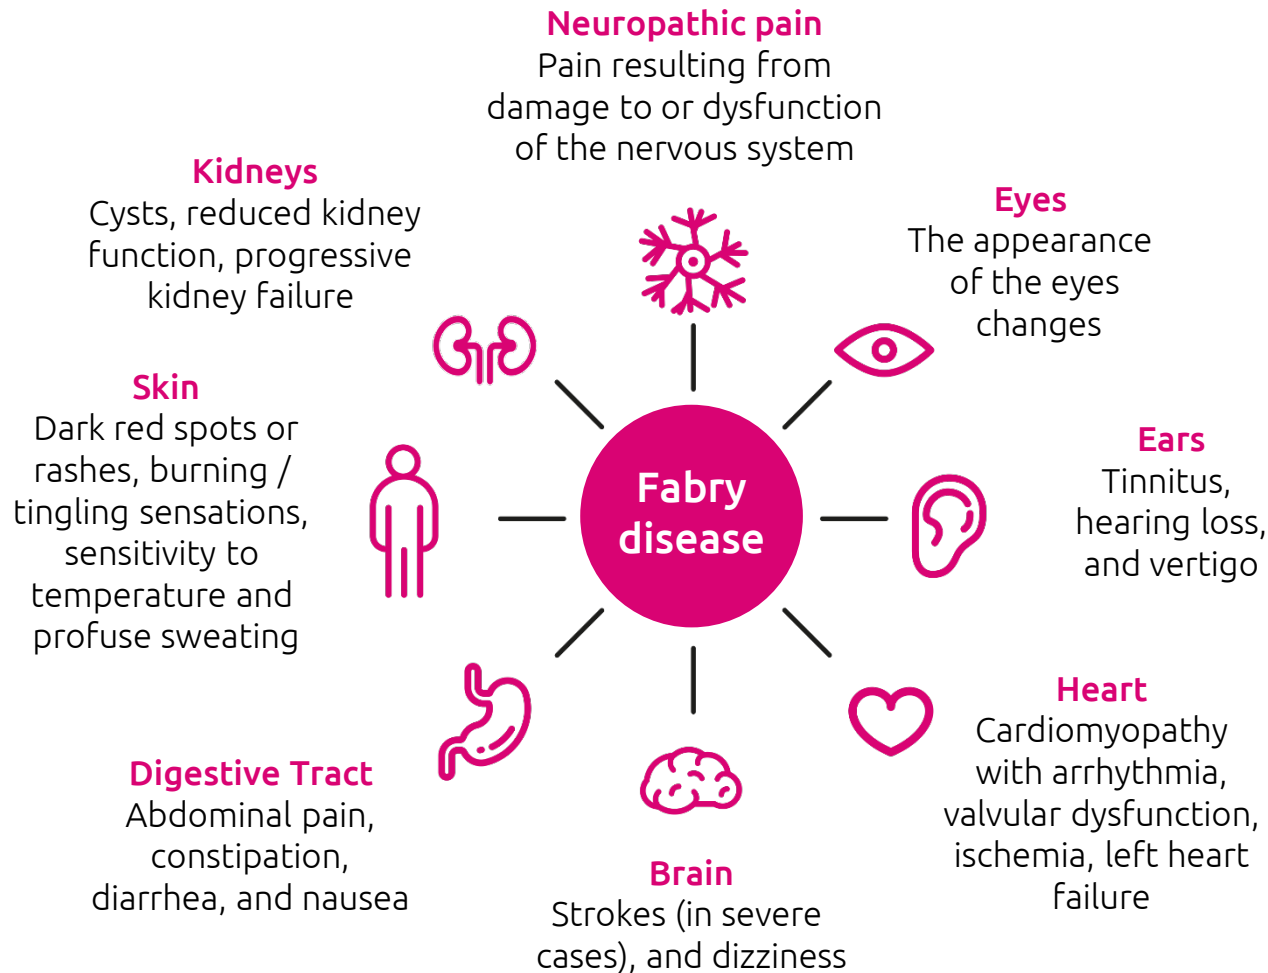 Neuropathic pain
Pain resulting from
damage to or dysfunction
of the nervous system
Kidneys
Cysts, reduced kidney
function, progressive
kidney failure
Eyes
The appearance
of the eyes
changes
Skin
Dark red spots or
rashes, burning /
tingling sensations,
sensitivity to
temperature and
profuse sweating
Fabry
disease
Ears
Tinnitus,
hearing loss,
and vertigo
Digestive Tract
Abdominal pain,
constipation,
diarrhea, and nausea
Brain
Strokes (in severe
cases), and dizziness
Heart
Cardiomyopathy
with arrhythmia,
valvular dysfunction,
ischemia, left heart
failure